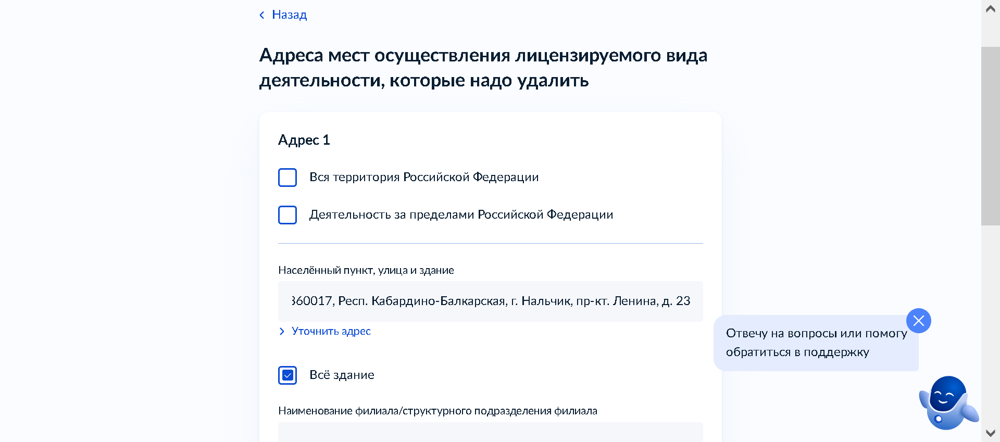 Назад
Адреса мест осуществления лицензируемого вида
деятельности, которые надо удалить
Адрес 1
Вся территория Российской Федерации
Деятельность за пределами Российской Федерации
Населённый пункт, улица и здание
360017, Респ. Кабардино-Балкарская, г. Нальчик, пр-кт. Ленина, д. 23
Уточнить адрес
Отвечу на вопросы или помогу
обратиться в поддержку
Всё здание
Наименование филиала/структурного подразделения филиала